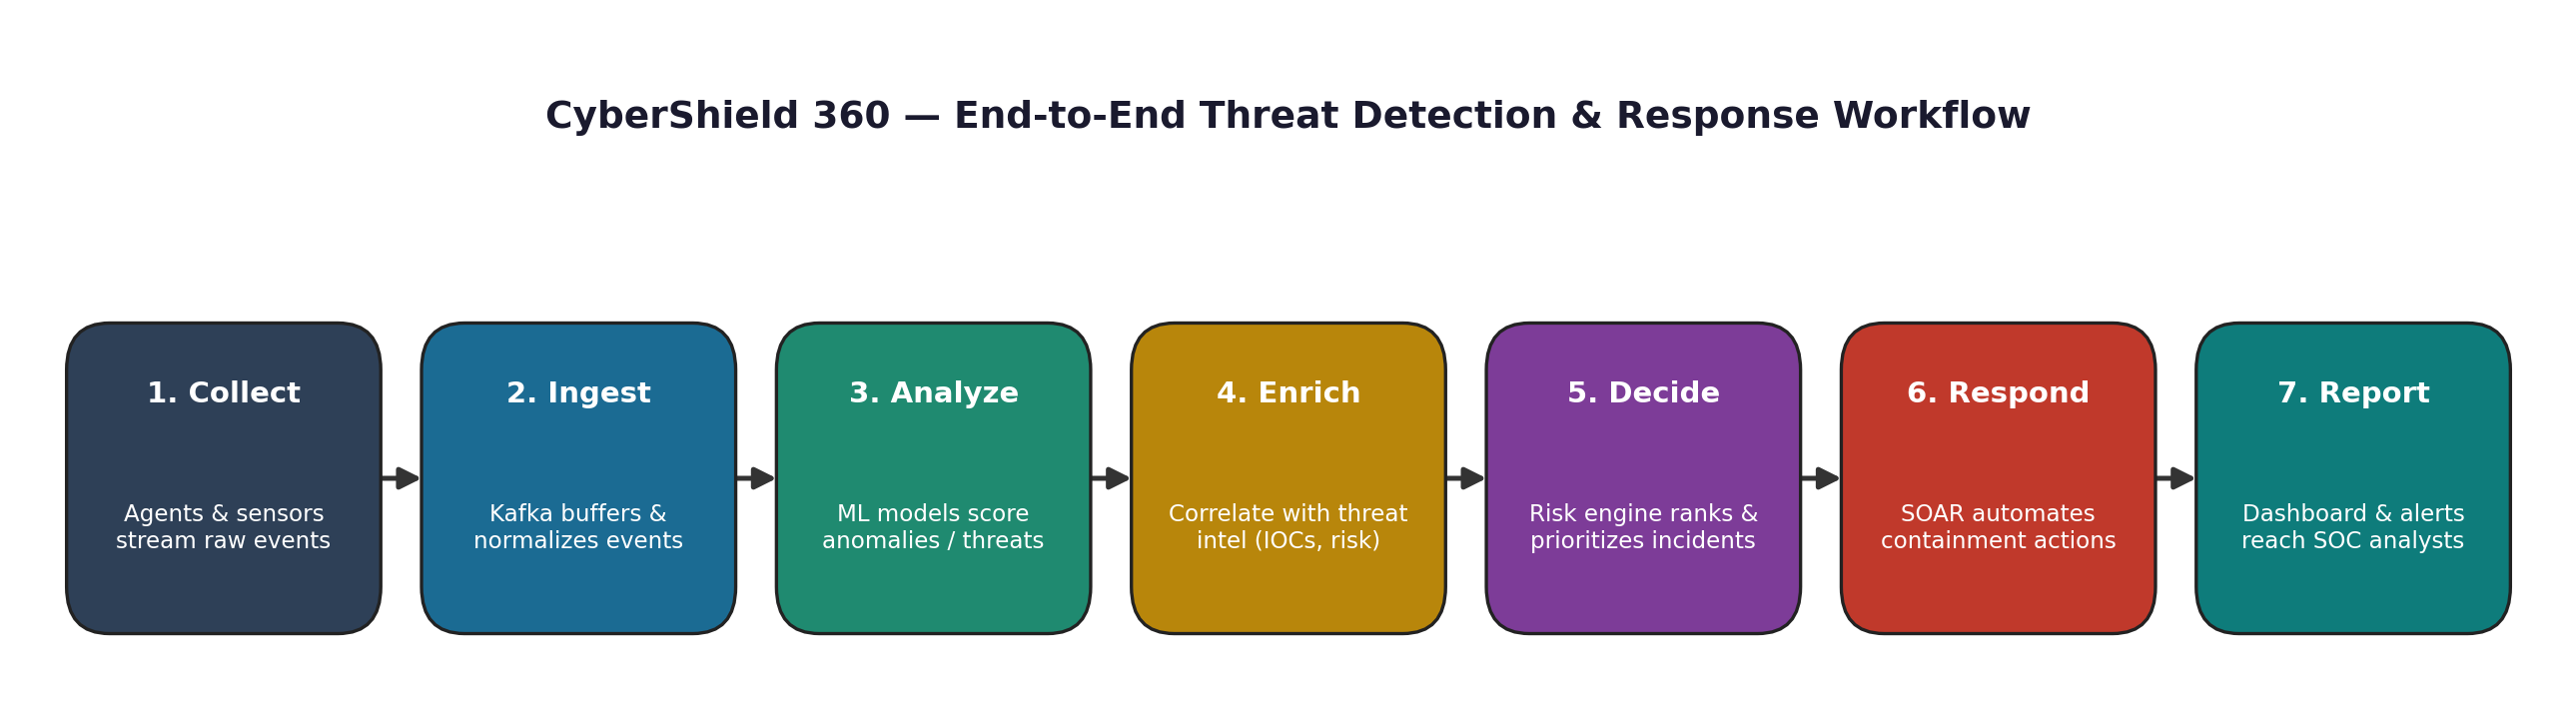 CyberShield 360 — End-to-End Threat Detection & Response Workflow
1. Collect
Agents & sensors
stream raw events
2. Ingest
Kafka buffers &
normalizes events
3. Analyze
ML models score
anomalies / threats
4. Enrich
Correlate with threat
intel (IOCs, risk)
5. Decide
Risk engine ranks &
prioritizes incidents
6. Respond
SOAR automates
containment actions
7. Report
Dashboard & alerts
reach SOC analysts